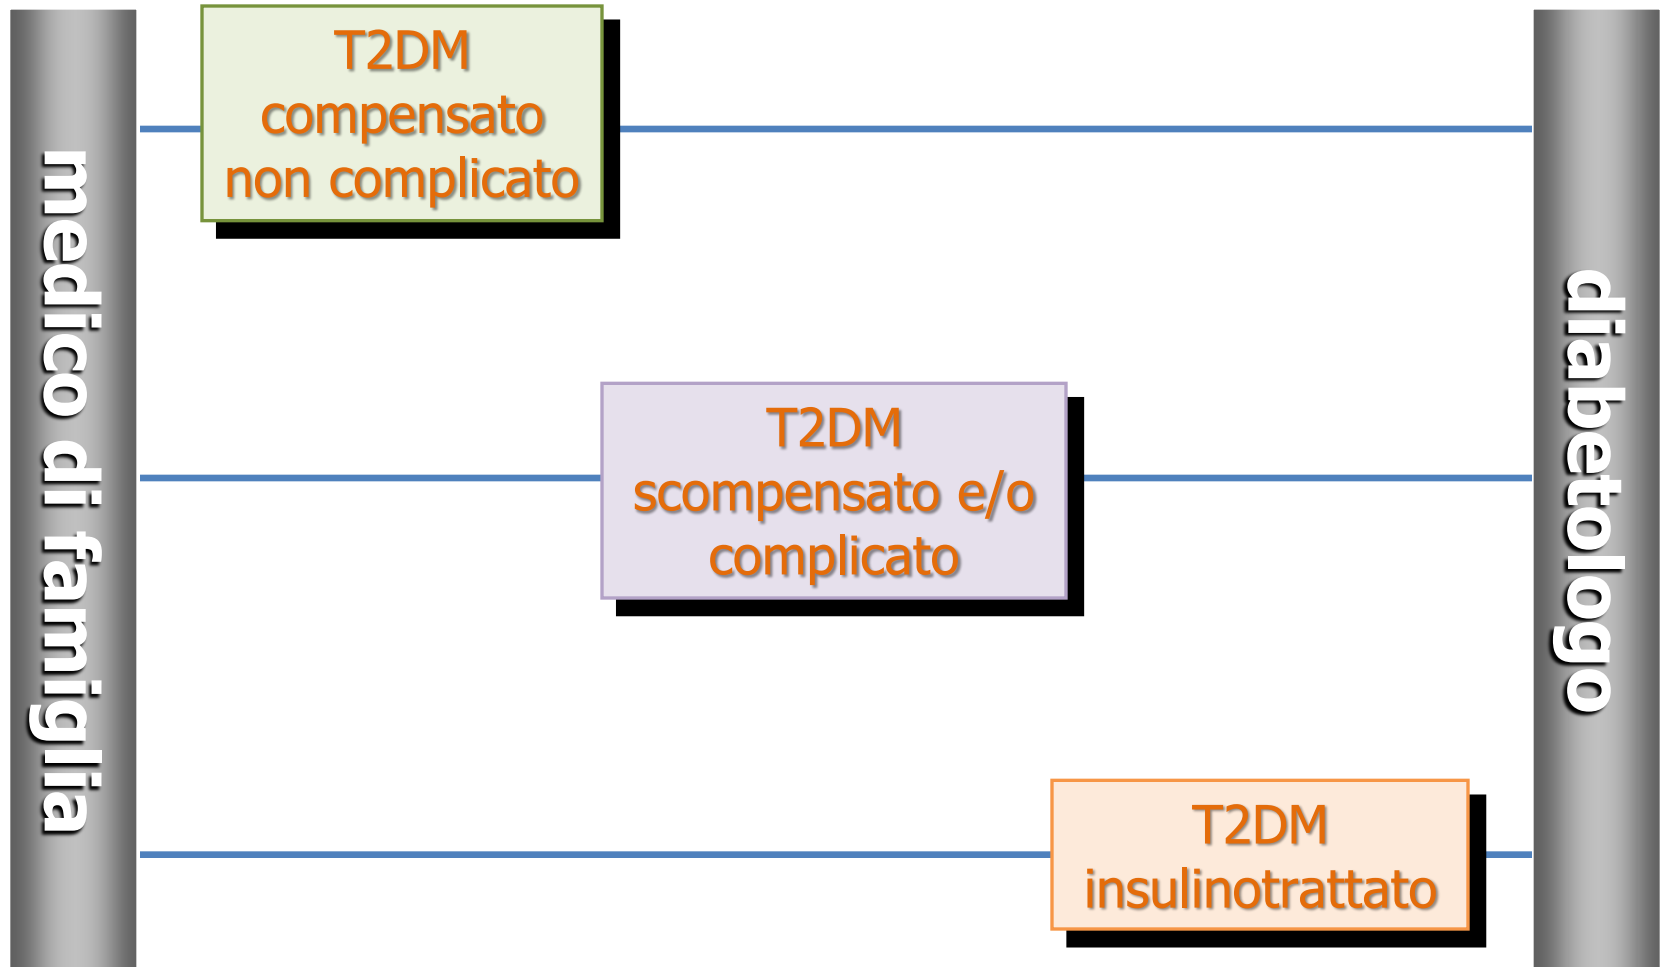 medico di famiglia
T2DM
compensato
non complicato
T2DM
scompensato e/o
complicato
T2DM
insulinotrattato
diabetologo